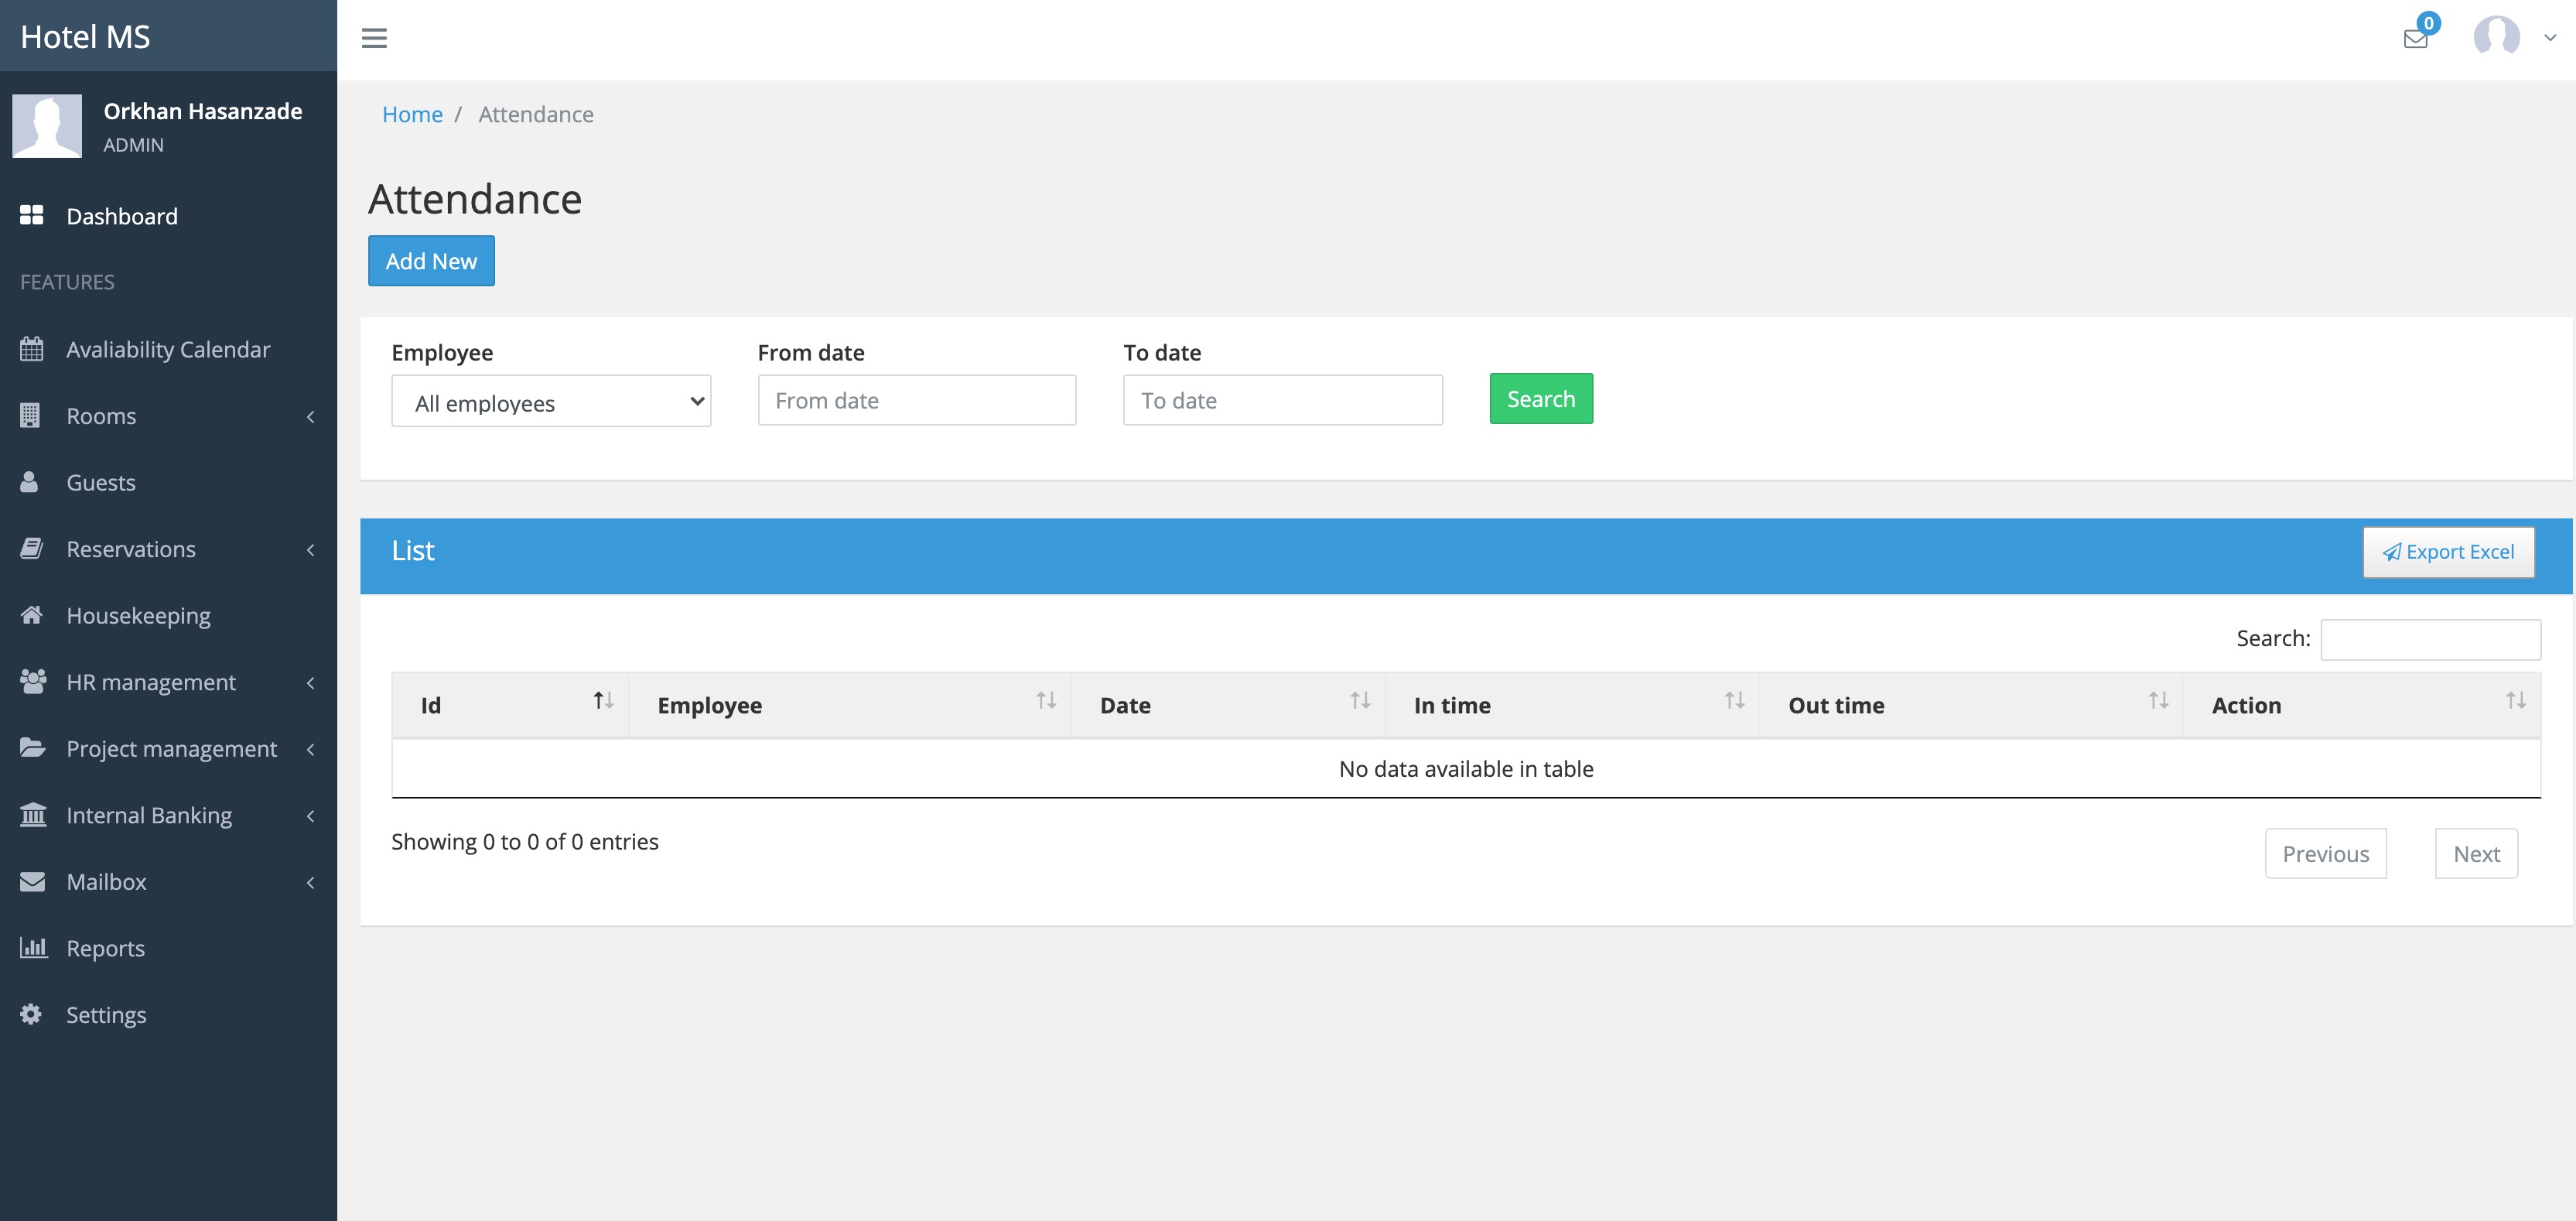 Hotel MS
0
Orkhan Hasanzade
ADMIN
Dashboard
FEATURES
Avaliability Calendar
Rooms
Guests
Reservations
Housekeeping
HR management
Project management
Internal Banking
Mailbox
Reports
Settings
Home / Attendance
Attendance
Add New
Employee From date To date
All employees From date To date Search
List Export Excel
Search:
Id Employee Date In time Out time Action
No data available in table
Showing 0 to 0 of 0 entries Previous Next